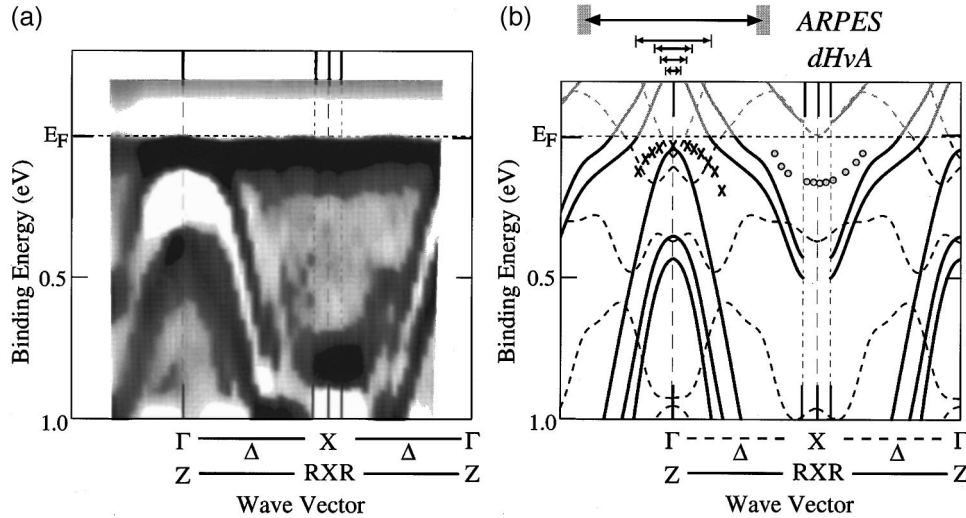 (a)
E_F
0.5
1.0
Binding Energy (eV)
Γ Δ X Δ Γ
Z RXR Z
Wave Vector
(b)
ARPES
dHvA
E_F
0.5
1.0
Binding Energy (eV)
Γ Δ X Δ Γ
Z RXR Z
Wave Vector